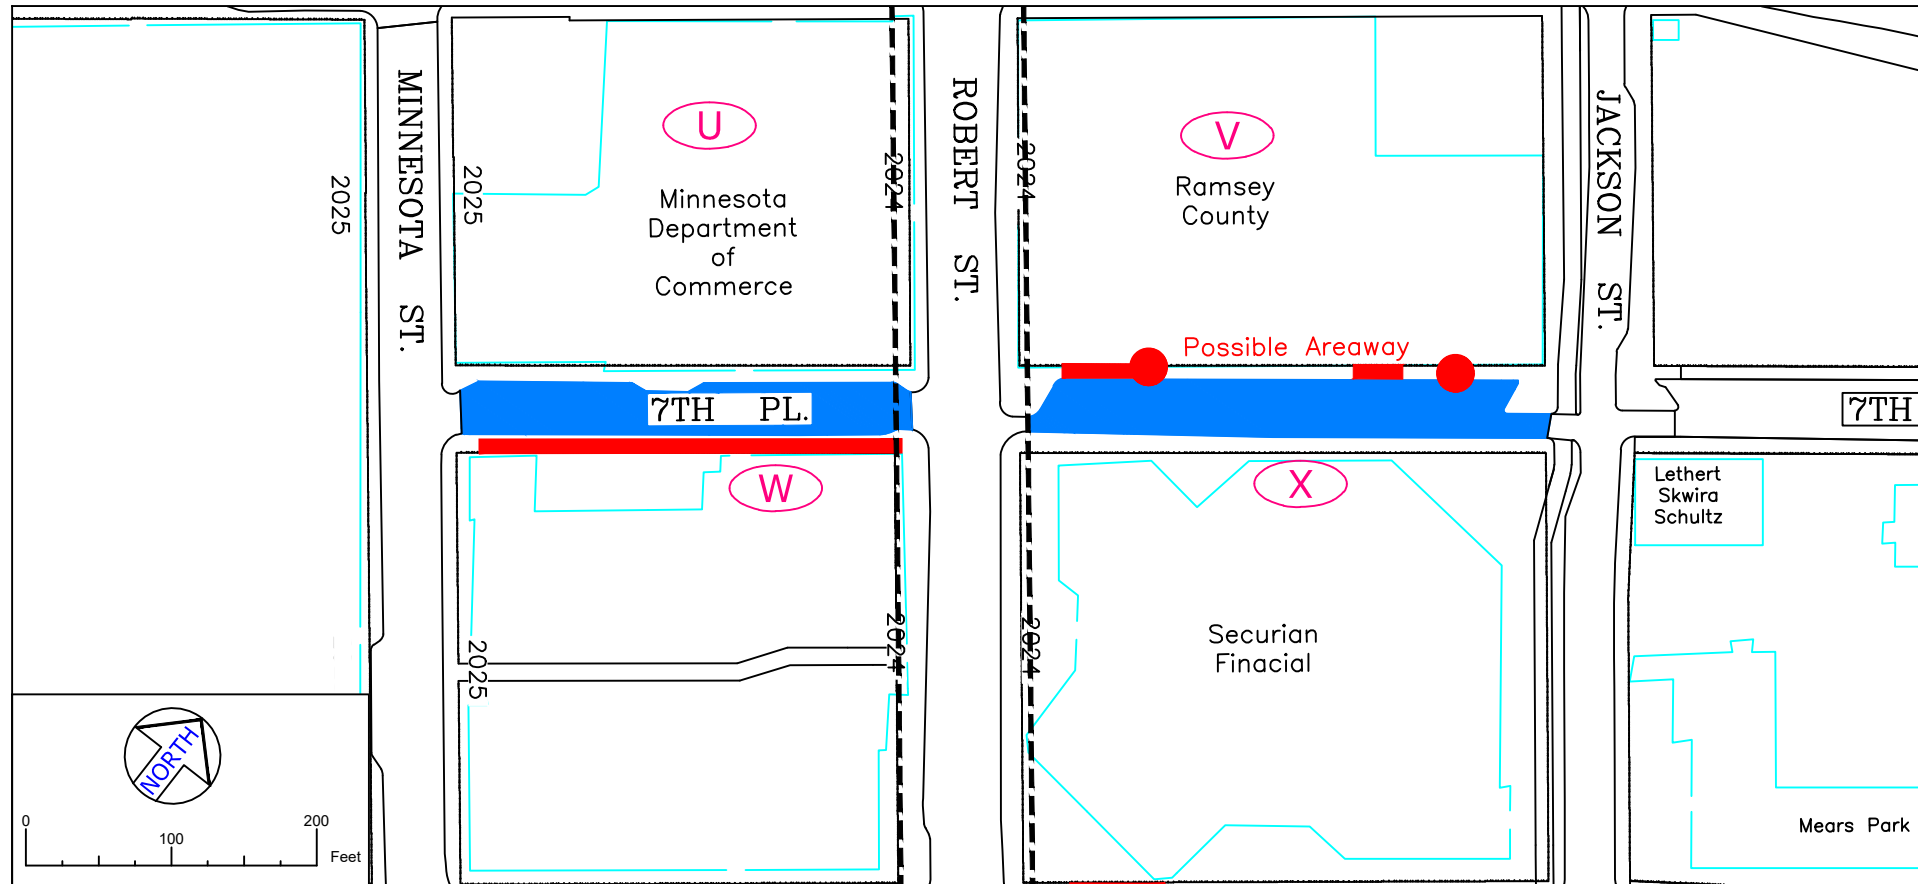 MINNESOTA ST.
ROBERT ST.
JACKSON ST.
U
V
2025
2025
2024
2024
Minnesota
Department
of
Commerce
Ramsey
County
Possible Areaway
7TH PL.
7TH
W
X
Lethert
Skwira
Schultz
2025
2024
2024
Securian
Finacial
NORTH
0
100
200
Feet
Mears Park